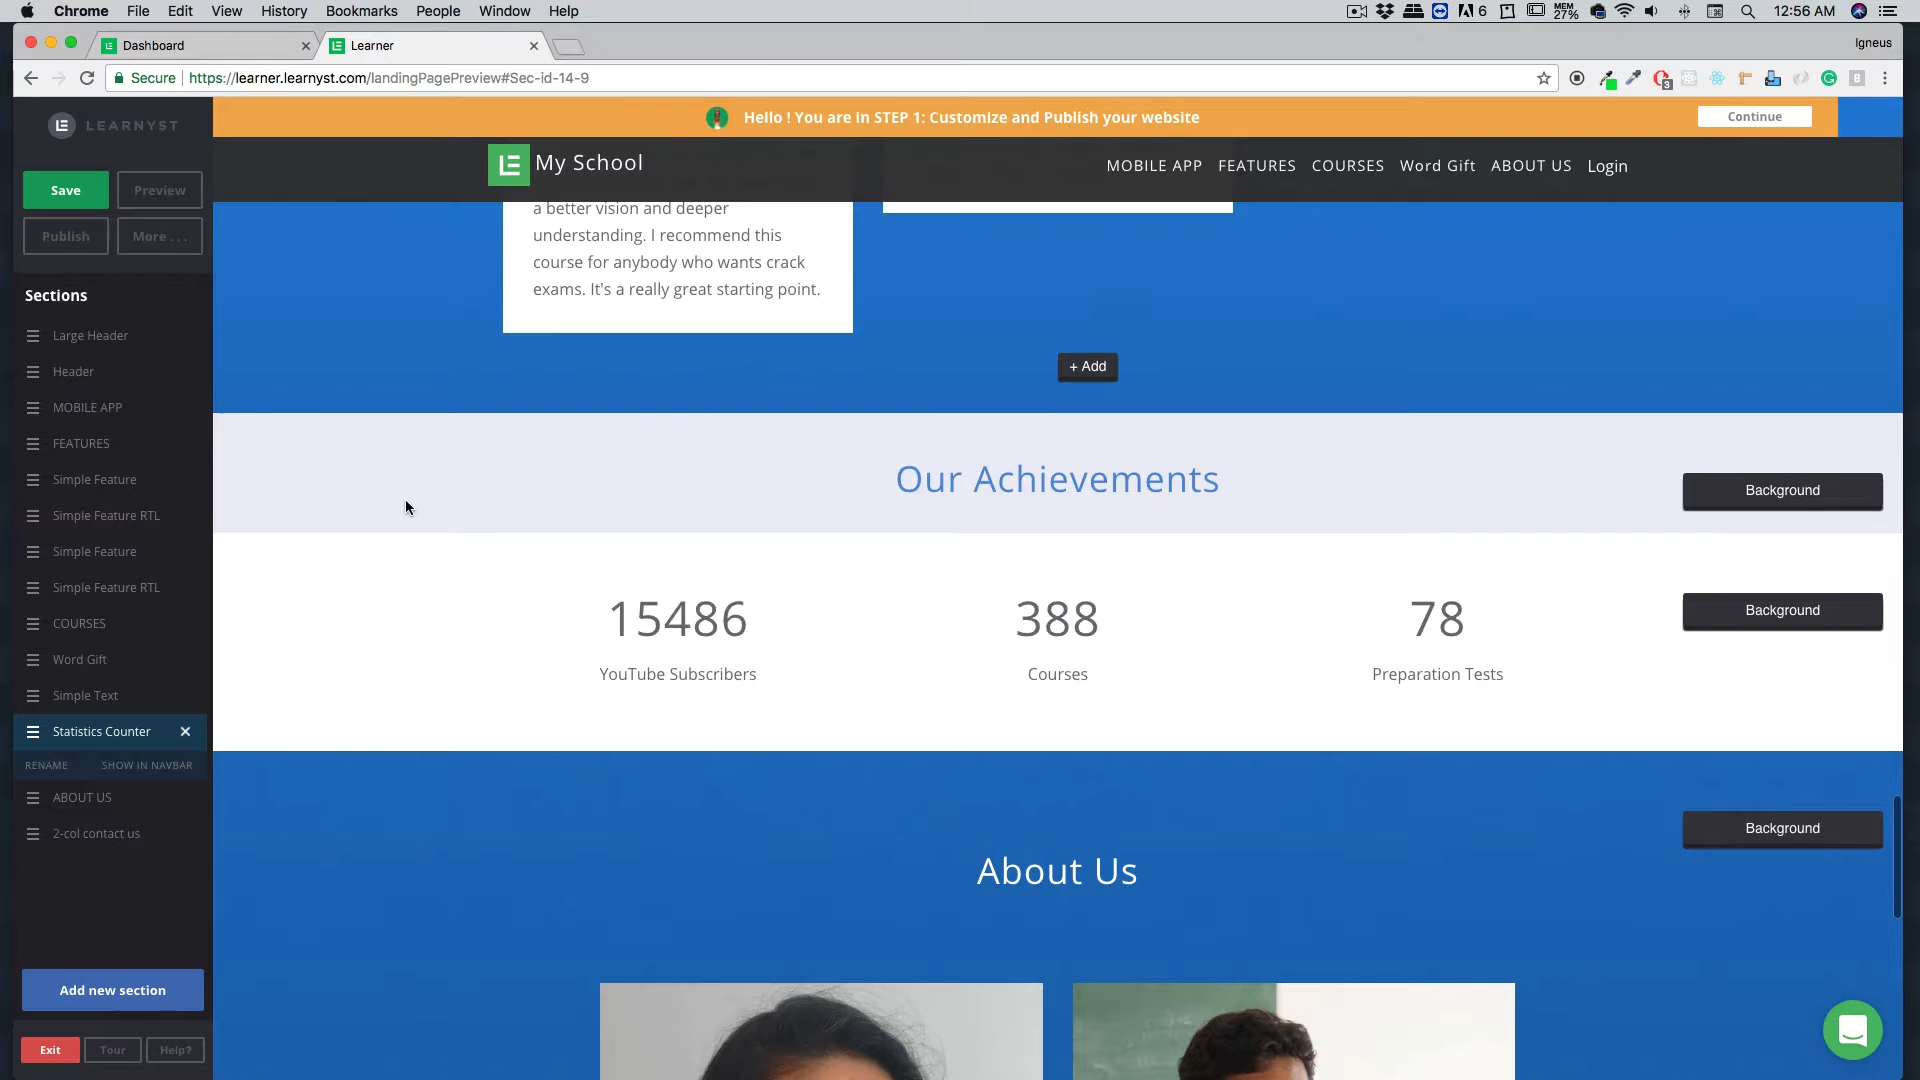 Chrome File Edit View History Bookmarks People Window Help
6 MEM 27% 12:56 AM
Dashboard
Learner
Igneus
Secure https://learner.learnyst.com/landingPagePreview#Sec-id-14-9
3 B
LEARNYST
Hello ! You are in STEP 1: Customize and Publish your website
Continue
My School
MOBILE APP FEATURES COURSES Word Gift ABOUT US Login
Save
Preview
Publish
More . . .
Sections
Large Header
Header
MOBILE APP
FEATURES
Simple Feature
Simple Feature RTL
Simple Feature
Simple Feature RTL
COURSES
Word Gift
Simple Text
Statistics Counter
RENAME SHOW IN NAVBAR
ABOUT US
2-col contact us
Add new section
Exit
Tour
Help?
a better vision and deeper
understanding. I recommend this
course for anybody who wants crack
exams. It's a really great starting point.
+ Add
Our Achievements
Background
15486
388
78
Background
YouTube Subscribers
Courses
Preparation Tests
Background
About Us